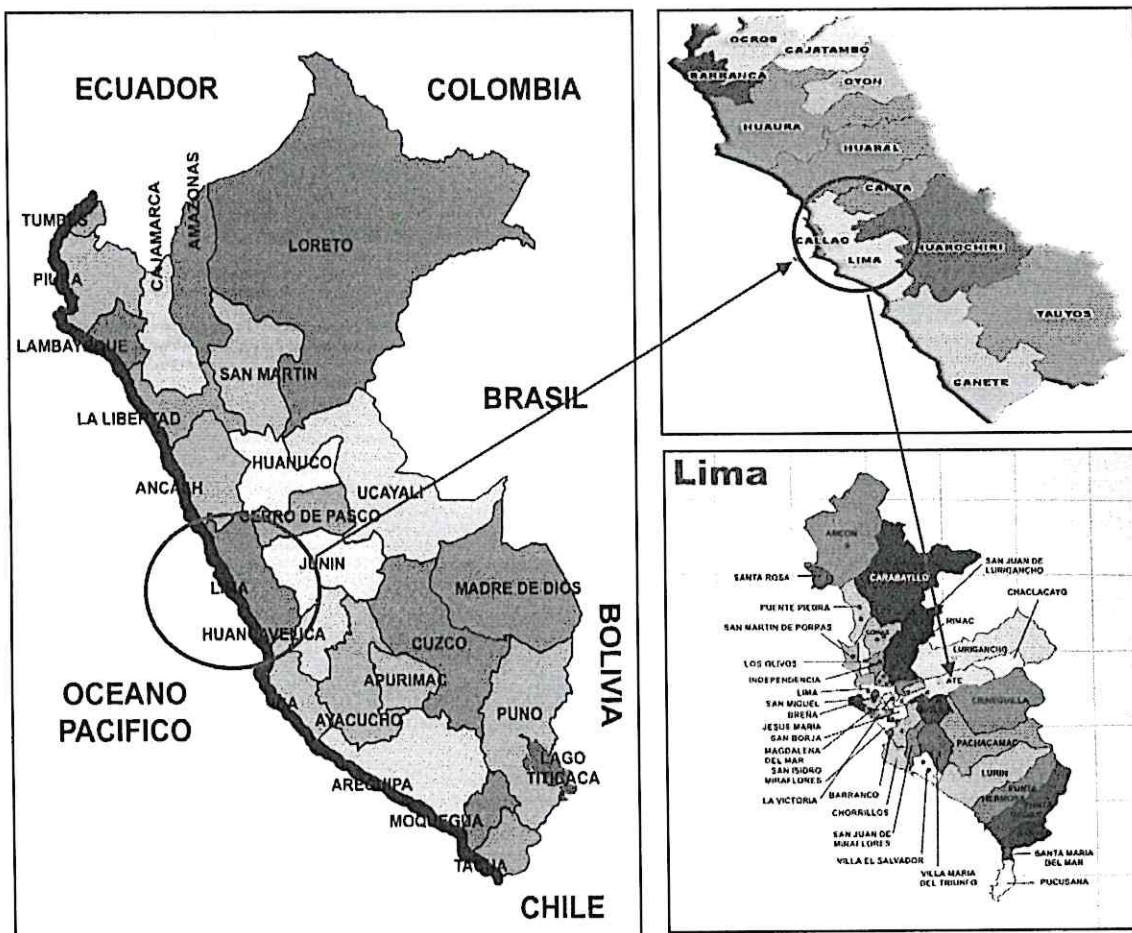 ECUADOR
COLOMBIA
TUMBES
PIURA
CAJAMARCA
AMAZONAS
LORETO
LAMBAYEQUE
SAN MARTIN
BRASIL
LA LIBERTAD
HUANUCO
ANCASH
UCAYALI
CERRO DE PASCO
JUNIN
LIMA
MADRE DE DIOS
HUANCAVELICA
CUZCO
BOLIVIA
OCEANO
PACIFICO
APURIMAC
AYACUCHO
PUNO
LAGO
TITICACA
AREQUIPA
MOQUEGUA
TACNA
CHILE
OCROS
CAJATAMBO
BARRANCA
OYON
HUAURA
HUARAL
CANTA
CALLAO
LIMA
HUAROCHIRI
YAUYOS
CAÑETE
Lima
ANCON
SANTA ROSA
CARABAYLLO
SAN JUAN DE
LURIGANCHO
CHACLACAYO
PUENTE PIEDRA
RIMAC
SAN MARTIN DE PORRAS
COMAS
LURIGANCHO
LOS OLIVOS
INDEPENDENCIA
LIMA
ATE
SAN MIGUEL
CIENEGUILLA
BREÑA
JESUS MARIA
SAN BORJA
PACHACAMAC
MAGDALENA
DEL MAR
SAN ISIDRO
MIRAFLORES
LURIN
PUNTA
HERMOSA
LA VICTORIA
BARRANCO
CHORRILLOS
SAN JUAN DE
MIRAFLORES
VILLA EL SALVADOR
VILLA MARIA
DEL TRIUNFO
SANTA MARIA
DEL MAR
PUCUSANA